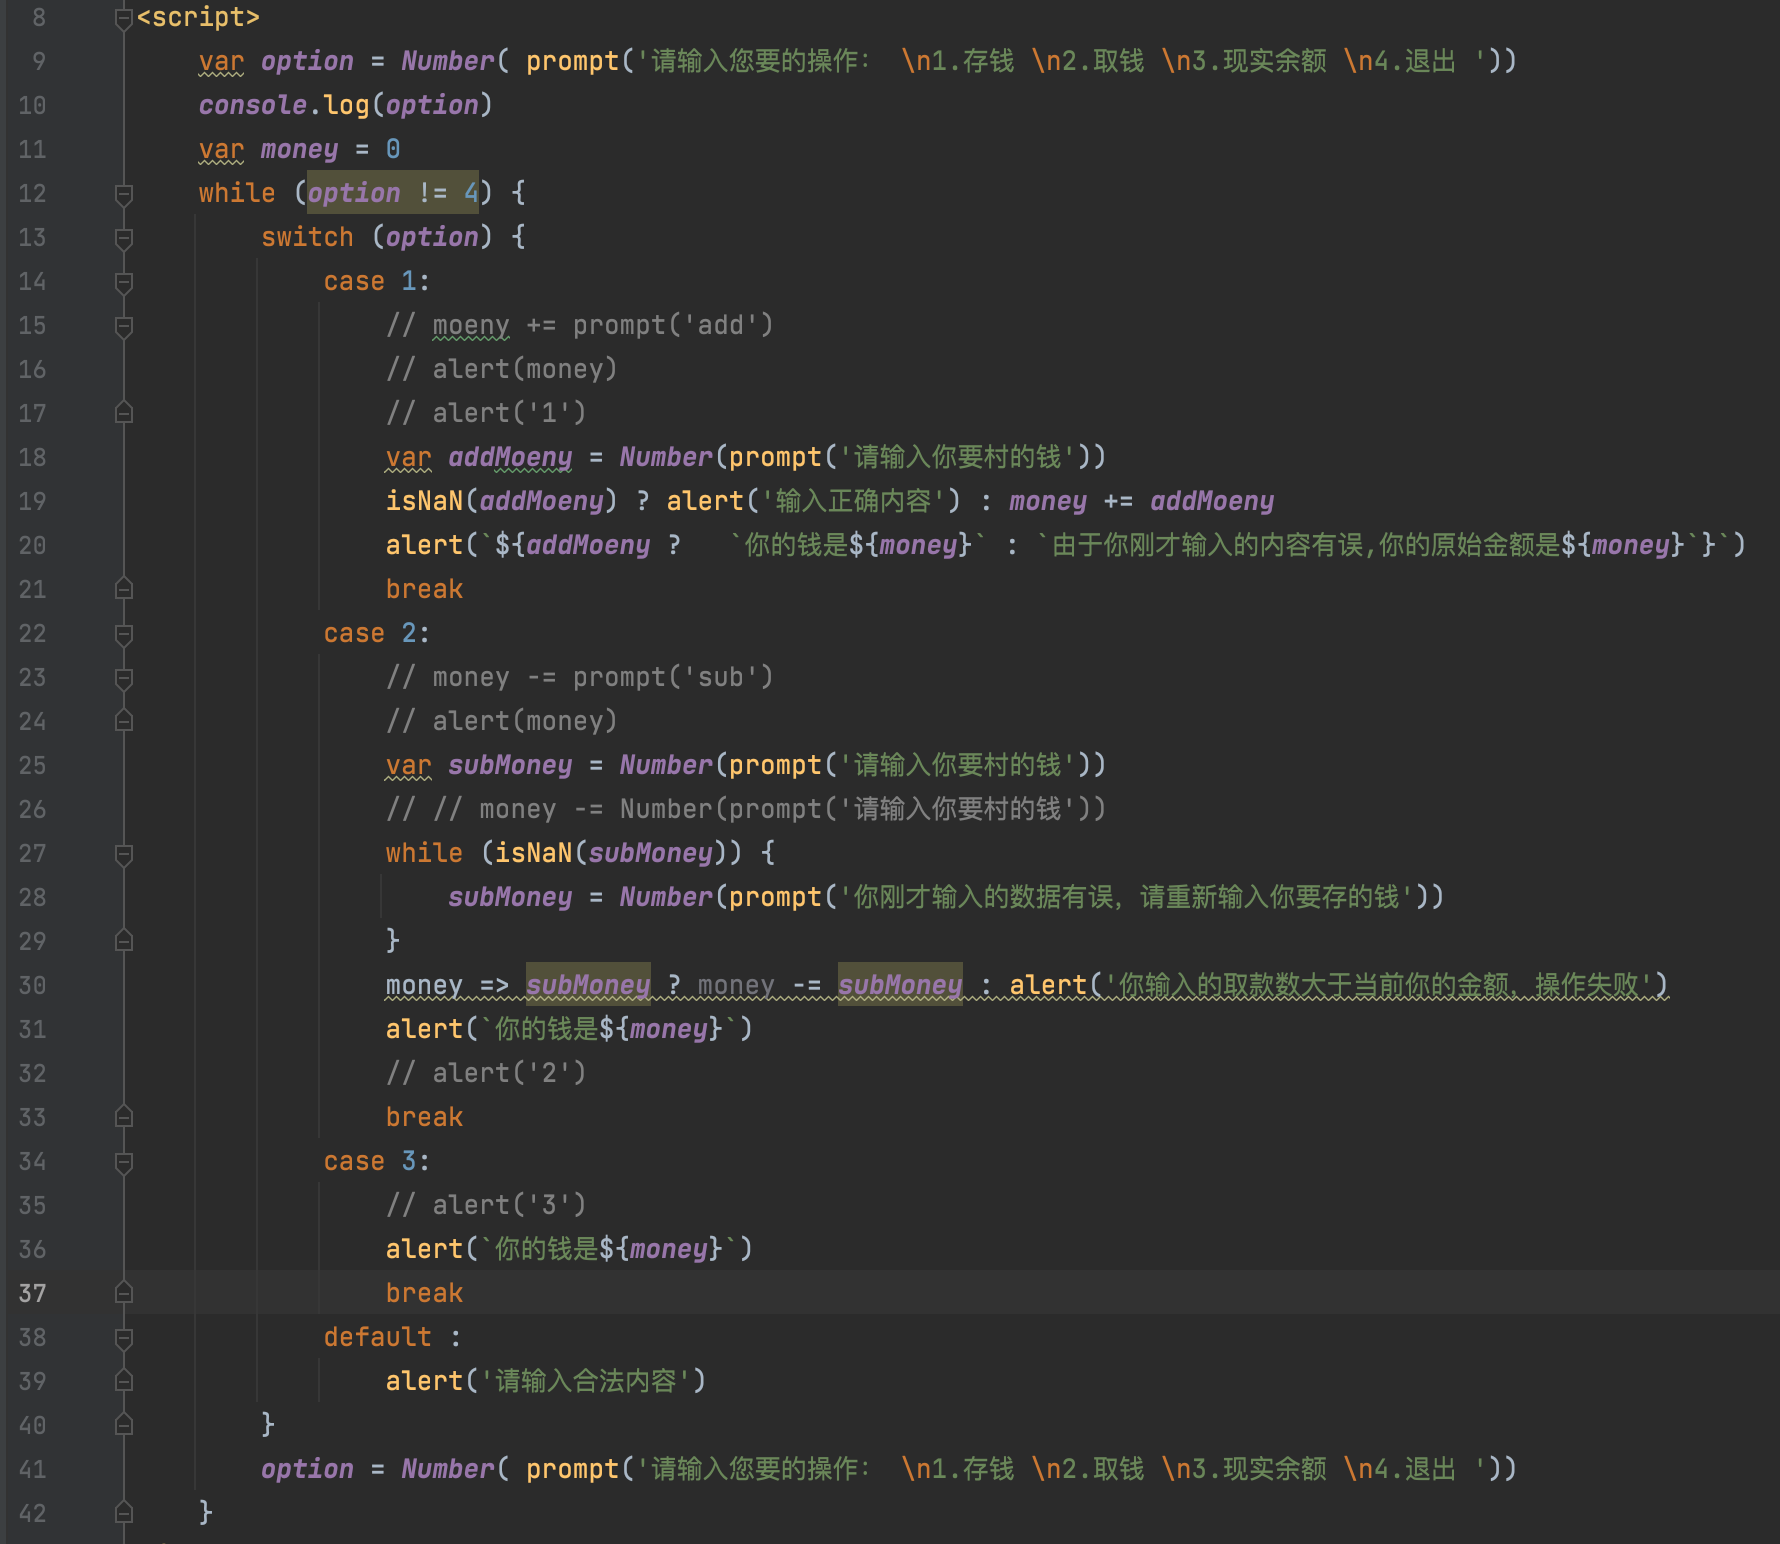 8 <script>
9 var option = Number( prompt('请输入您要的操作： \n1.存钱 \n2.取钱 \n3.现实余额 \n4.退出 '))
10 console.log(option)
11 var money = 0
12 while (option != 4) {
13 switch (option) {
14 case 1:
15 // moeny += prompt('add')
16 // alert(money)
17 // alert('1')
18 var addMoeny = Number(prompt('请输入你要村的钱'))
19 isNaN(addMoeny) ? alert('输入正确内容') : money += addMoeny
20 alert(`${addMoeny ?   `你的钱是${money}` : `由于你刚才输入的内容有误,你的原始金额是${money}`}`)
21 break
22 case 2:
23 // money -= prompt('sub')
24 // alert(money)
25 var subMoney = Number(prompt('请输入你要村的钱'))
26 // // money -= Number(prompt('请输入你要村的钱'))
27 while (isNaN(subMoney)) {
28 subMoney = Number(prompt('你刚才输入的数据有误，请重新输入你要存的钱'))
29 }
30 money => subMoney ? money -= subMoney : alert('你输入的取款数大于当前你的金额，操作失败')
31 alert(`你的钱是${money}`)
32 // alert('2')
33 break
34 case 3:
35 // alert('3')
36 alert(`你的钱是${money}`)
37 break
38 default :
39 alert('请输入合法内容')
40 }
41 option = Number( prompt('请输入您要的操作： \n1.存钱 \n2.取钱 \n3.现实余额 \n4.退出 '))
42 }